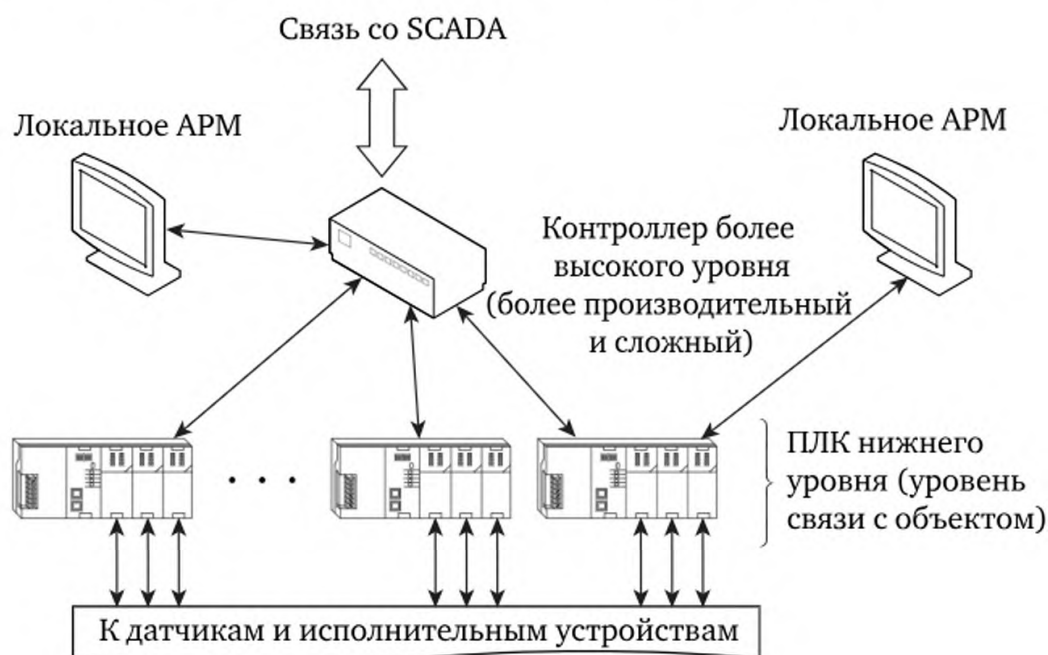 Связь со SCADA
Локальное АРМ
Локальное АРМ
Контроллер более
высокого уровня
(более производительный
и сложный)
ПЛК нижнего
уровня (уровень
связи с объектом)
. . .
К датчикам и исполнительным устройствам